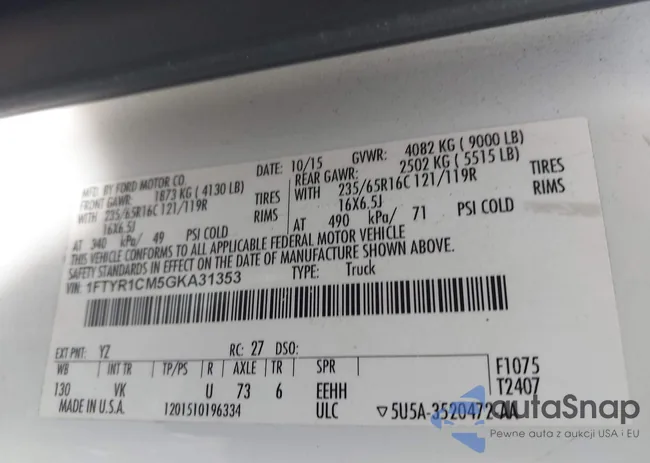 MFD. BY FORD MOTOR CO. DATE: 10/15 GVWR: 4082 KG ( 9000 LB)
FRONT GAWR: 1873 KG ( 4130 LB) REAR GAWR: 2502 KG ( 5515 LB)
WITH 235/65R16C 121/119R TIRES WITH 235/65R16C 121/119R TIRES
16X6.5J RIMS 16X6.5J RIMS
AT 340 kPa/ 49 PSI COLD AT 490 kPa/ 71 PSI COLD
THIS VEHICLE CONFORMS TO ALL APPLICABLE FEDERAL MOTOR VEHICLE
SAFETY STANDARDS IN EFFECT ON THE DATE OF MANUFACTURE SHOWN ABOVE.
VIN: 1FTYR1CM5GKA31353 TYPE: Truck
EXT PNT: YZ RC: 27 DSO:
WB INT TR TP/PS R AXLE TR SPR F1075
130 VK U 73 6 EEHH T2407
MADE IN U.S.A. 1201510196334 ULC ▽5U5A-3520472 AA
autoSnap
Pewne auta z aukcji USA i EU